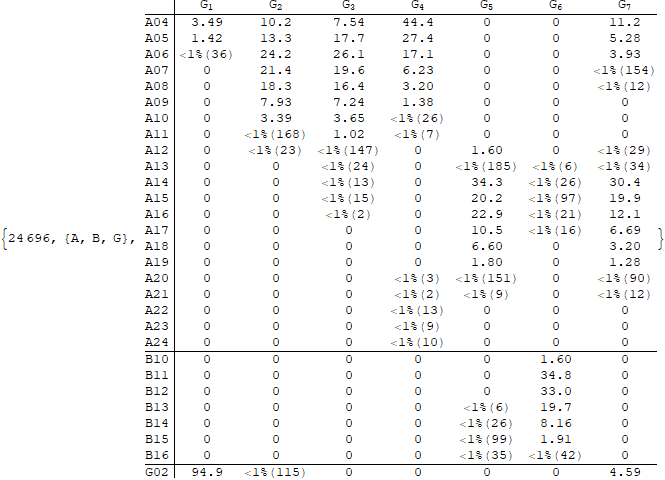 G1 G2 G3 G4 G5 G6 G7
A04 3.49 10.2 7.54 44.4 0 0 11.2
A05 1.42 13.3 17.7 27.4 0 0 5.28
A06 <1%(36) 24.2 26.1 17.1 0 0 3.93
A07 0 21.4 19.6 6.23 0 0 <1%(154)
A08 0 18.3 16.4 3.20 0 0 <1%(12)
A09 0 7.93 7.24 1.38 0 0 0
A10 0 3.39 3.65 <1%(26) 0 0 0
A11 0 <1%(168) 1.02 <1%(7) 0 0 0
A12 0 <1%(23) <1%(147) 0 1.60 0 <1%(29)
A13 0 0 <1%(24) 0 <1%(185) <1%(6) <1%(34)
A14 0 0 <1%(13) 0 34.3 <1%(26) 30.4
A15 0 0 <1%(15) 0 20.2 <1%(97) 19.9
A16 0 0 <1%(2) 0 22.9 <1%(21) 12.1
A17 0 0 0 0 10.5 <1%(16) 6.69
{24 696, {A, B, G}, }
A18 0 0 0 0 6.60 0 3.20
A19 0 0 0 0 1.80 0 1.28
A20 0 0 0 <1%(3) <1%(151) 0 <1%(90)
A21 0 0 0 <1%(2) <1%(9) 0 <1%(12)
A22 0 0 0 <1%(13) 0 0 0
A23 0 0 0 <1%(9) 0 0 0
A24 0 0 0 <1%(10) 0 0 0
B10 0 0 0 0 0 1.60 0
B11 0 0 0 0 0 34.8 0
B12 0 0 0 0 0 33.0 0
B13 0 0 0 0 <1%(6) 19.7 0
B14 0 0 0 0 <1%(26) 8.16 0
B15 0 0 0 0 <1%(99) 1.91 0
B16 0 0 0 0 <1%(35) <1%(42) 0
G02 94.9 <1%(115) 0 0 0 0 4.59